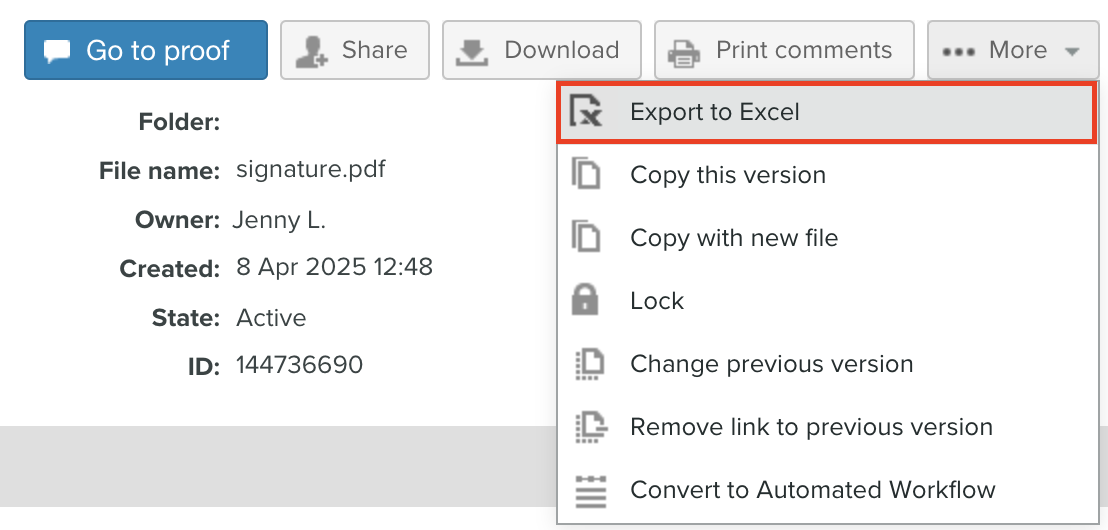 Go to proof Share Download Print comments More
Folder:
File name: signature.pdf
Owner: Jenny L.
Created: 8 Apr 2025 12:48
State: Active
ID: 144736690
Export to Excel
Copy this version
Copy with new file
Lock
Change previous version
Remove link to previous version
Convert to Automated Workflow